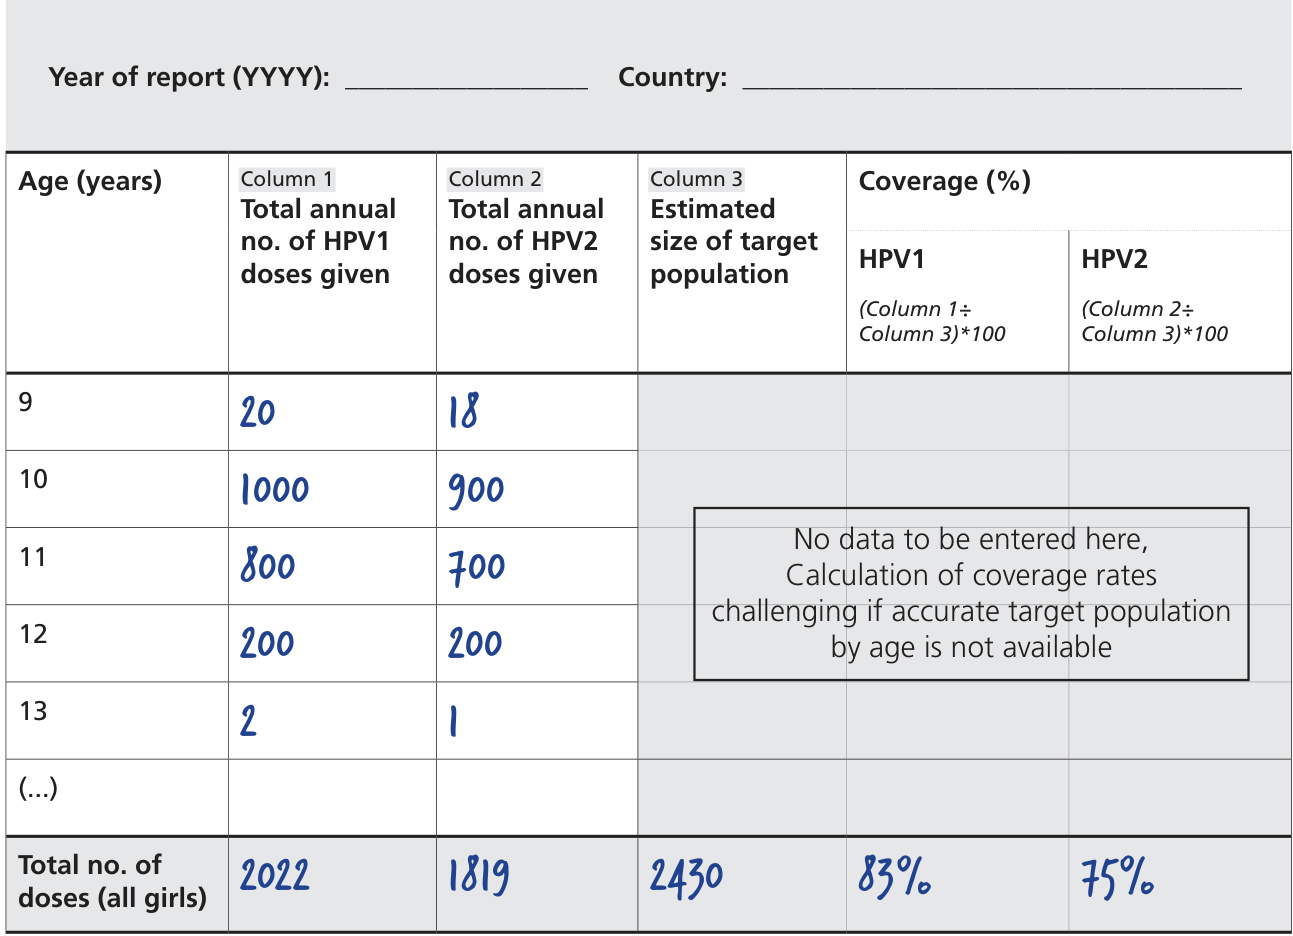 Year of report (YYYY): __________________ Country: _____________________________________
Age (years)
Column 1
Total annual
no. of HPV1
doses given
Column 2
Total annual
no. of HPV2
doses given
Column 3
Estimated
size of target
population
Coverage (%)
HPV1
(Column 1÷
Column 3)*100
HPV2
(Column 2÷
Column 3)*100
9 20 18
10 1000 900
11 800 700
12 200 200
13 2 1
(...)
No data to be entered here,
Calculation of coverage rates
challenging if accurate target population
by age is not available
Total no. of
doses (all girls)
2022 1819 2430 83% 75%